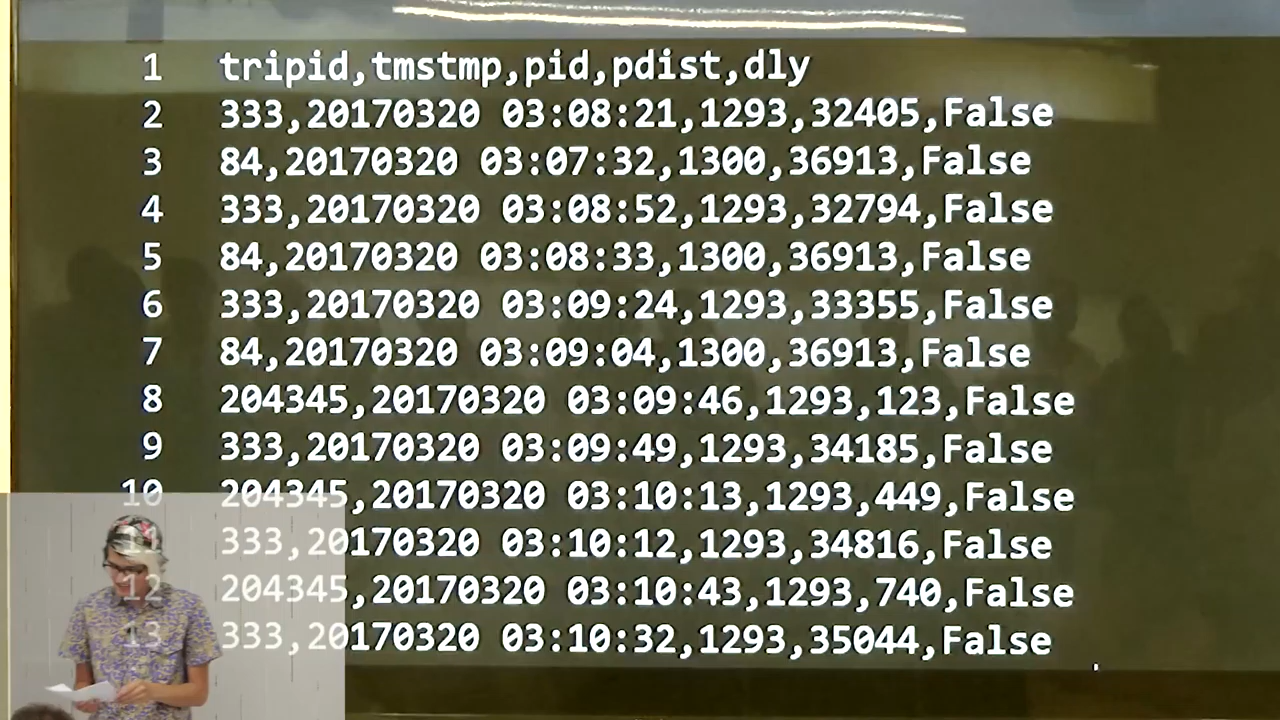 1 tripid,tmstmp,pid,pdist,dly
2 333,20170320 03:08:21,1293,32405,False
3 84,20170320 03:07:32,1300,36913,False
4 333,20170320 03:08:52,1293,32794,False
5 84,20170320 03:08:33,1300,36913,False
6 333,20170320 03:09:24,1293,33355,False
7 84,20170320 03:09:04,1300,36913,False
8 204345,20170320 03:09:46,1293,123,False
9 333,20170320 03:09:49,1293,34185,False
10 204345,20170320 03:10:13,1293,449,False
333,20170320 03:10:12,1293,34816,False
12 204345,20170320 03:10:43,1293,740,False
13 333,20170320 03:10:32,1293,35044,False